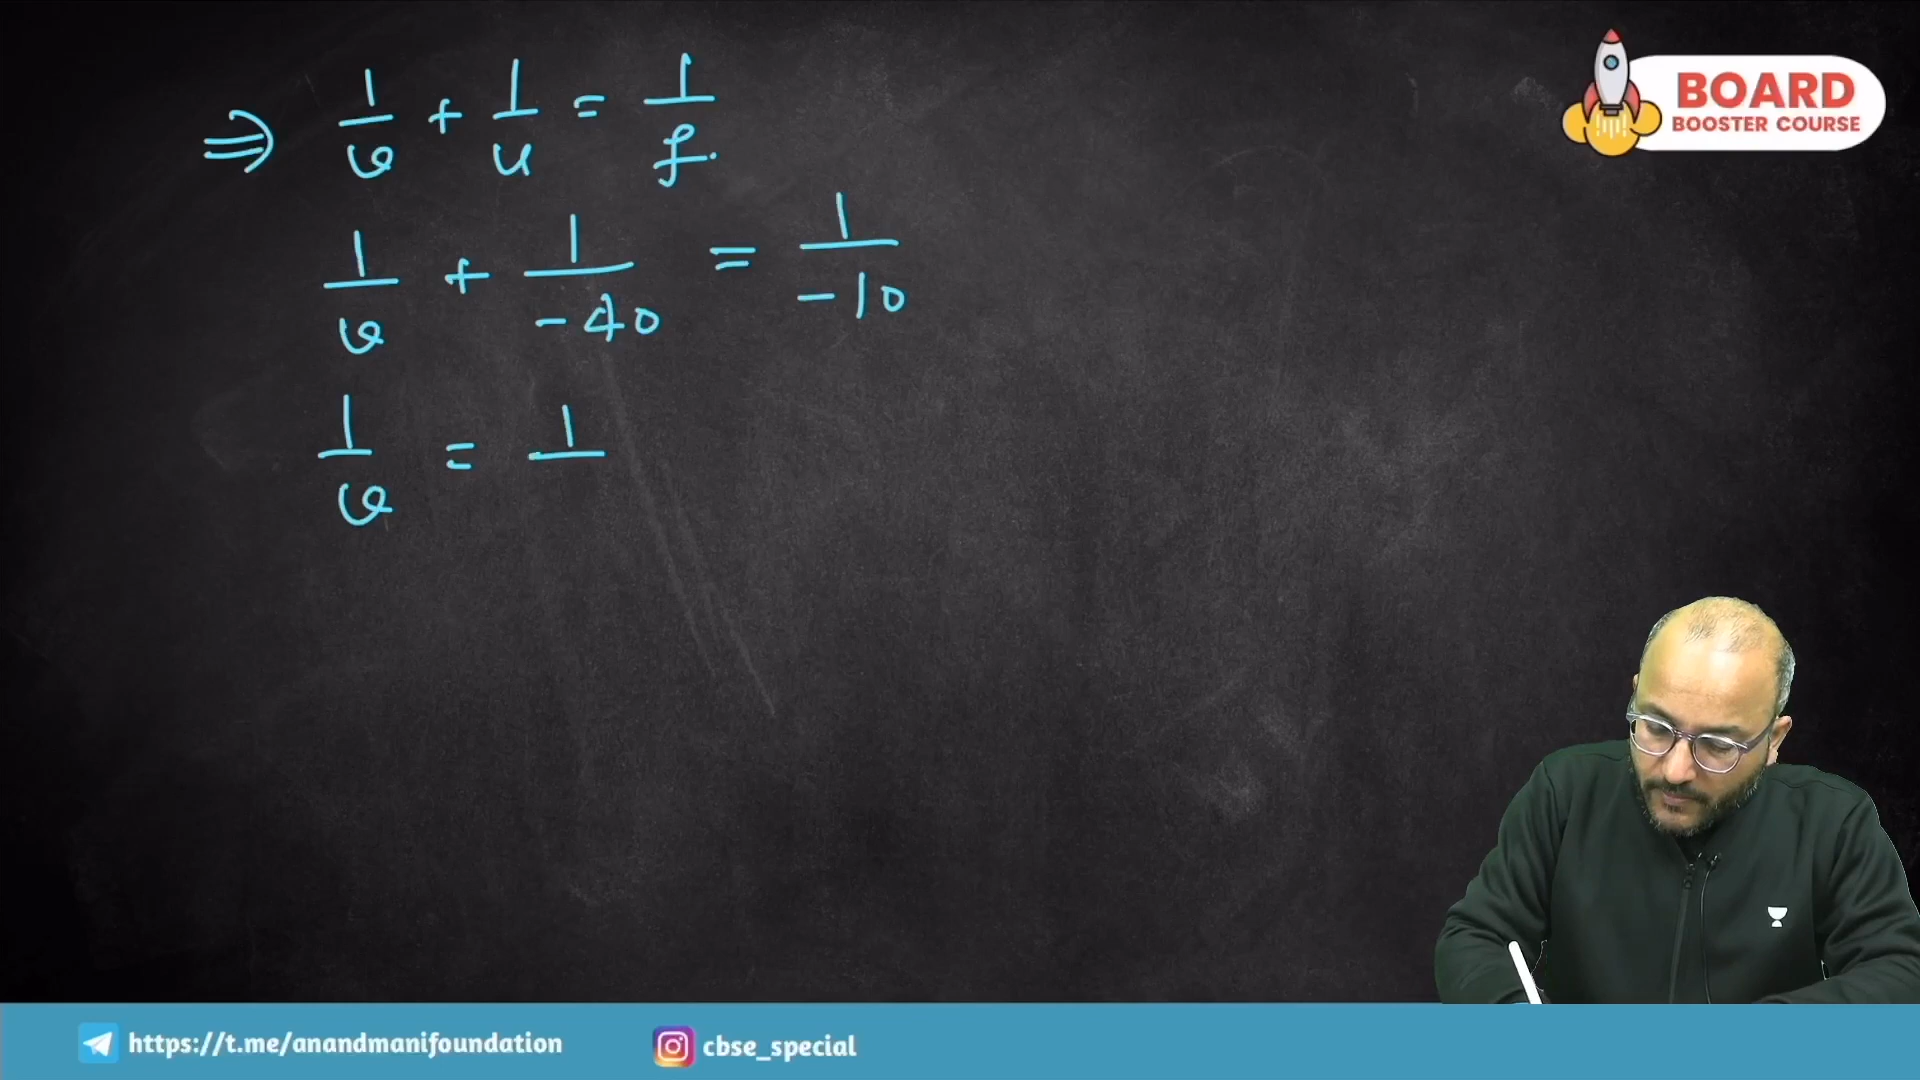 ⇒ 1/v + 1/u = 1/f.
1/v + 1/-40 = 1/-10
1/v = 1/
BOARD
BOOSTER COURSE
https://t.me/anandmanifoundation
cbse_special